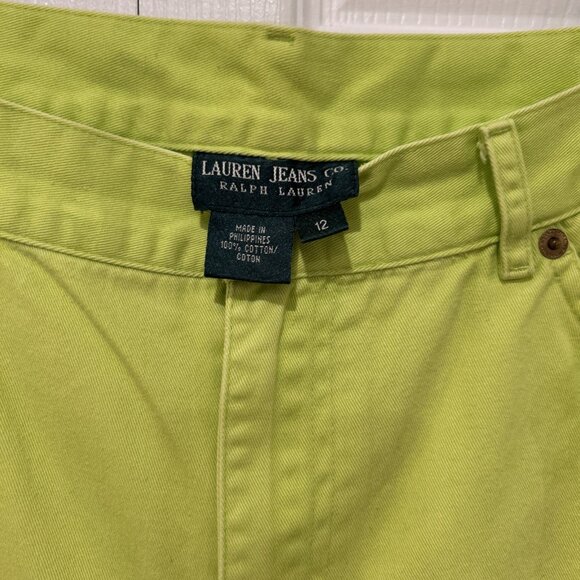 LAUREN JEANS CO.
RALPH LAUREN
12
MADE IN
PHILIPPINES
100% COTTON/
COTON